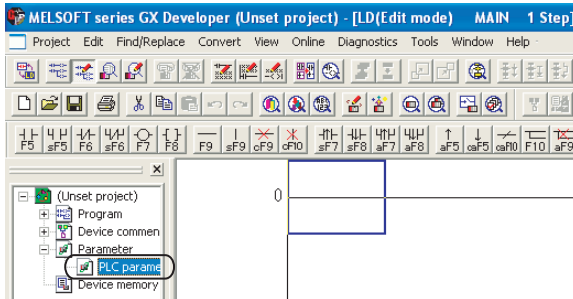 MELSOFT series GX Developer (Unset project) - [LD(Edit mode) MAIN 1 Step]
Project Edit Find/Replace Convert View Online Diagnostics Tools Window Help
F5 sF5 F6 sF6 F7 F8 F9 sF9 cF9 cF10 sF7 sF8 aF7 aF8 aF5 caF5 caF10 F10 aF9
(Unset project)
Program
Device commen
Parameter
PLC parame
Device memory
0